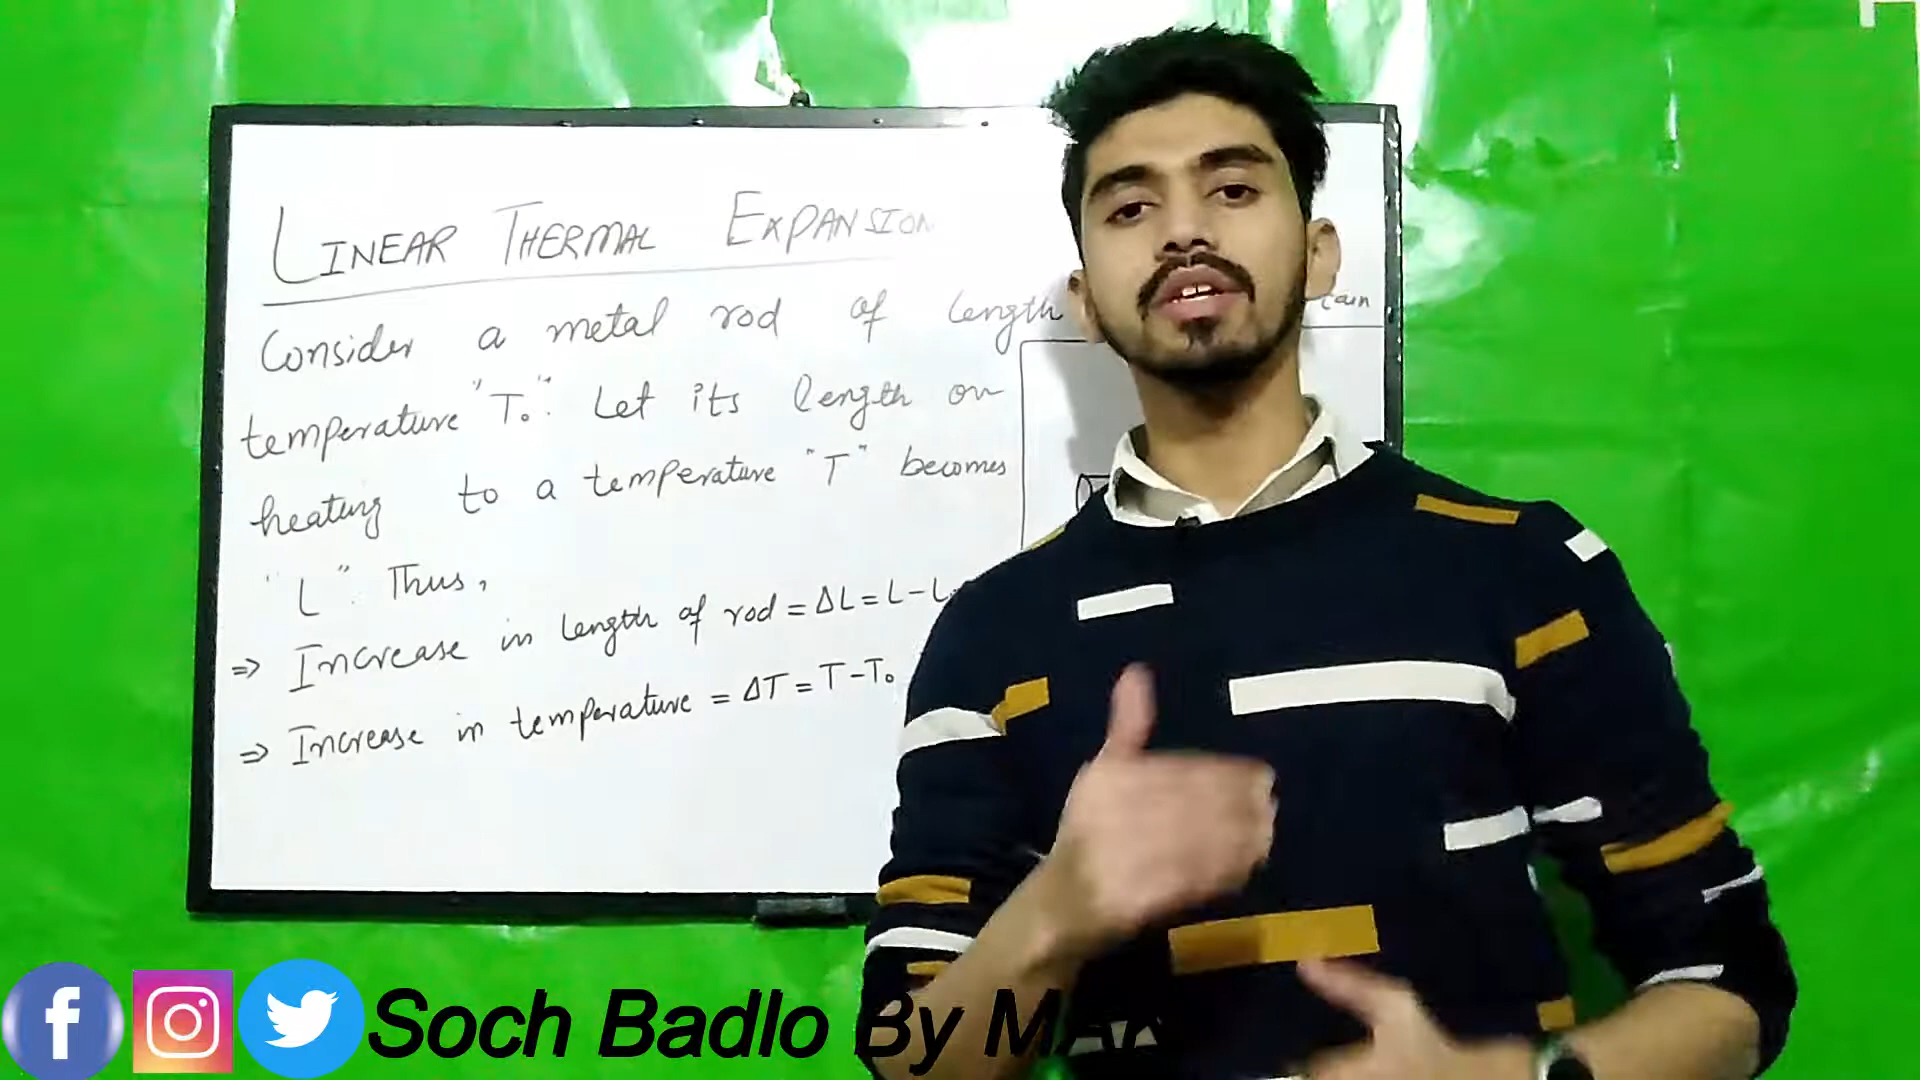 LINEAR THERMAL EXPANSION
Consider a metal rod of length
temperature "T₀". Let its length on
heating to a temperature "T" becomes
"L". Thus,
⇒ Increase in length of rod = ΔL = L - L
⇒ Increase in temperature = ΔT = T - T₀
Soch Badlo By